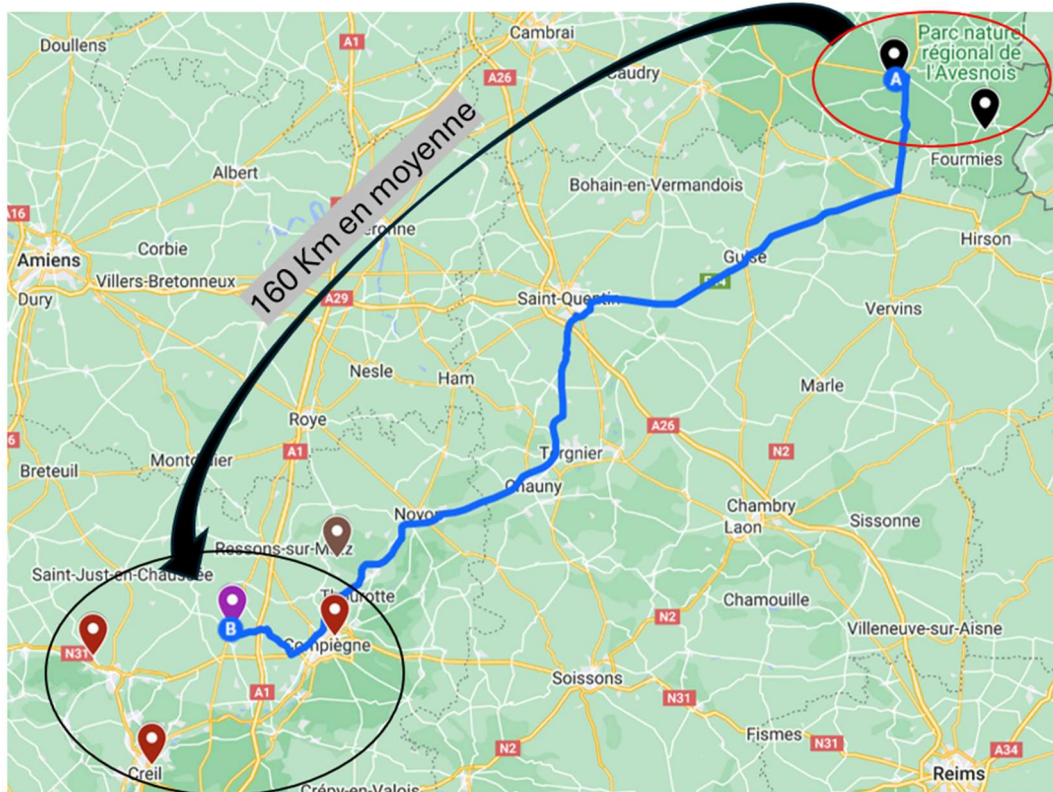 Doullens
A1
Cambrai
A26
Caudry
Parc naturel
régional de
l'Avesnois
A
Fourmies
Albert
160 Km en moyenne
Bohain-en-Vermandois
A16
Corbie
Hirson
Amiens
Villers-Bretonneux
Guise
Dury
A29
Saint-Quentin
Vervins
Nesle
Ham
Marle
Roye
A26
A1
N2
Breteuil
Tergnier
Chauny
Chambry
Laon
Sissonne
Noyon
Ressons-sur-Matz
Saint-Just-en-Chaussée
Thourotte
Chamouille
B
N2
Villeneuve-sur-Aisne
N31
Compiègne
Soissons
A1
N31
Fismes
N31
N2
A34
Creil
Reims
Crépy-en-Valois